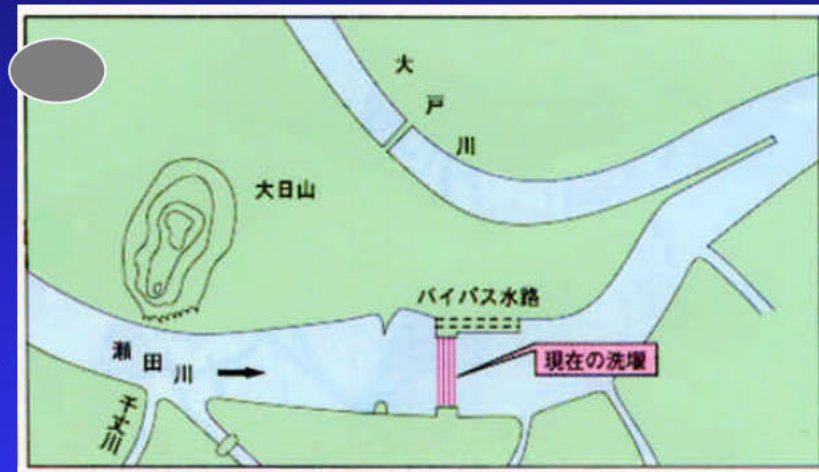 大戸川
大日山
バイパス水路
現在の洗堰
瀬田川
千丈川